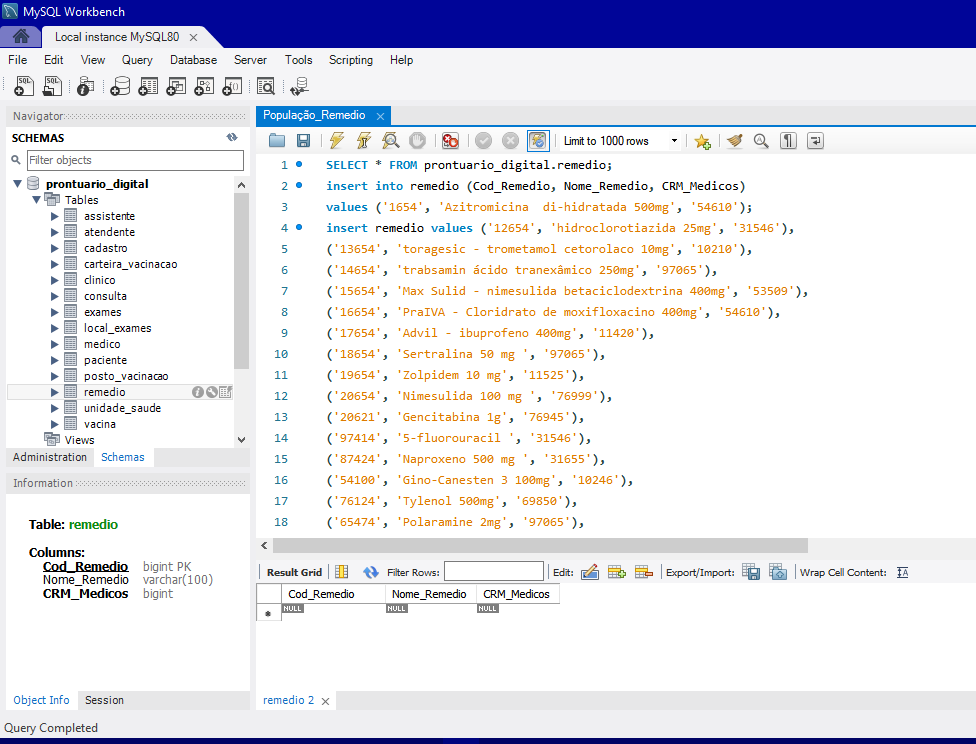 MySQL Workbench
Local instance MySQL80
File Edit View Query Database Server Tools Scripting Help
Navigator
SCHEMAS
Filter objects
prontuario_digital
Tables
assistente
atendente
cadastro
carteira_vacinacao
clinico
consulta
exames
local_exames
medico
paciente
posto_vacinacao
remedio
unidade_saude
vacina
Views
Administration Schemas
Information
Table: remedio
Columns:
Cod_Remedio bigint PK
Nome_Remedio varchar(100)
CRM_Medicos bigint
Object Info Session
População_Remedio
Limit to 1000 rows
1 SELECT * FROM prontuario_digital.remedio;
2 insert into remedio (Cod_Remedio, Nome_Remedio, CRM_Medicos)
3 values ('1654', 'Azitromicina  di-hidratada 500mg', '54610');
4 insert remedio values ('12654', 'hidroclorotiazida 25mg', '31546'),
5 ('13654', 'toragesic - trometamol cetorolaco 10mg', '10210'),
6 ('14654', 'trabsamin ácido tranexâmico 250mg', '97065'),
7 ('15654', 'Max Sulid - nimesulida betaciclodextrina 400mg', '53509'),
8 ('16654', 'PraIVA - Cloridrato de moxifloxacino 400mg', '54610'),
9 ('17654', 'Advil - ibuprofeno 400mg', '11420'),
10 ('18654', 'Sertralina 50 mg ', '97065'),
11 ('19654', 'Zolpidem 10 mg', '11525'),
12 ('20654', 'Nimesulida 100 mg ', '76999'),
13 ('20621', 'Gencitabina 1g', '76945'),
14 ('97414', '5-fluorouracil ', '31546'),
15 ('87424', 'Naproxeno 500 mg ', '31655'),
16 ('54100', 'Gino-Canesten 3 100mg', '10246'),
17 ('76124', 'Tylenol 500mg', '69850'),
18 ('65474', 'Polaramine 2mg', '97065'),
Result Grid Filter Rows: Edit: Export/Import: Wrap Cell Content:
Cod_Remedio Nome_Remedio CRM_Medicos
NULL NULL NULL
remedio 2
Query Completed